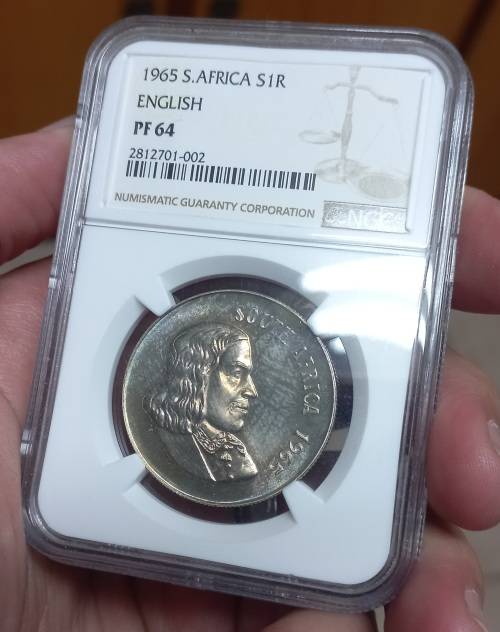 1965 S.AFRICA S1R
ENGLISH
PF 64
2812701-002
NUMISMATIC GUARANTY CORPORATION
NGC
SOUTH AFRICA 1965